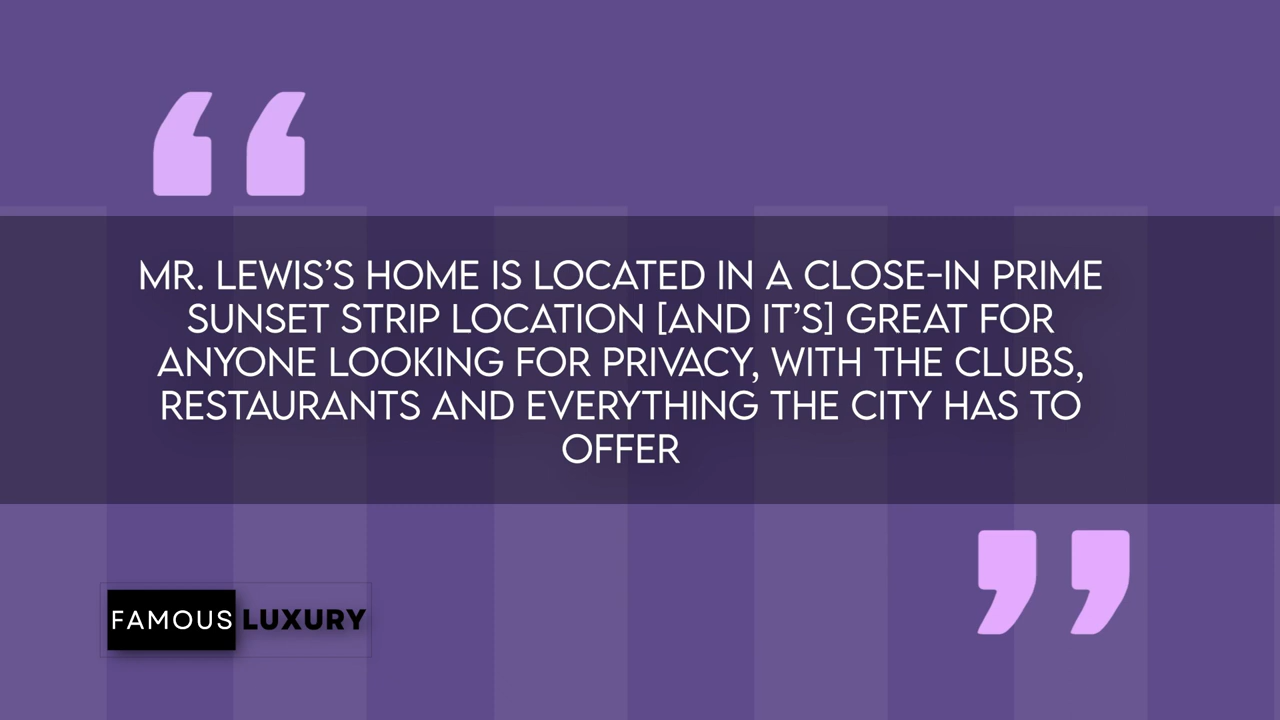 MR. LEWIS’S HOME IS LOCATED IN A CLOSE-IN PRIME
SUNSET STRIP LOCATION [AND IT’S] GREAT FOR
ANYONE LOOKING FOR PRIVACY, WITH THE CLUBS,
RESTAURANTS AND EVERYTHING THE CITY HAS TO
OFFER
FAMOUS LUXURY